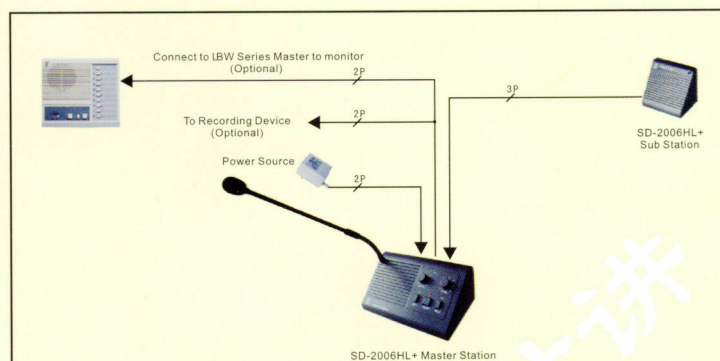 Connect to LBW Series Master to monitor
(Optional)
2P
3P
To Recording Device
(Optional)
2P
SD-2006HL+
Sub Station
Power Source
2P
SD-2006HL+ Master Station
讲